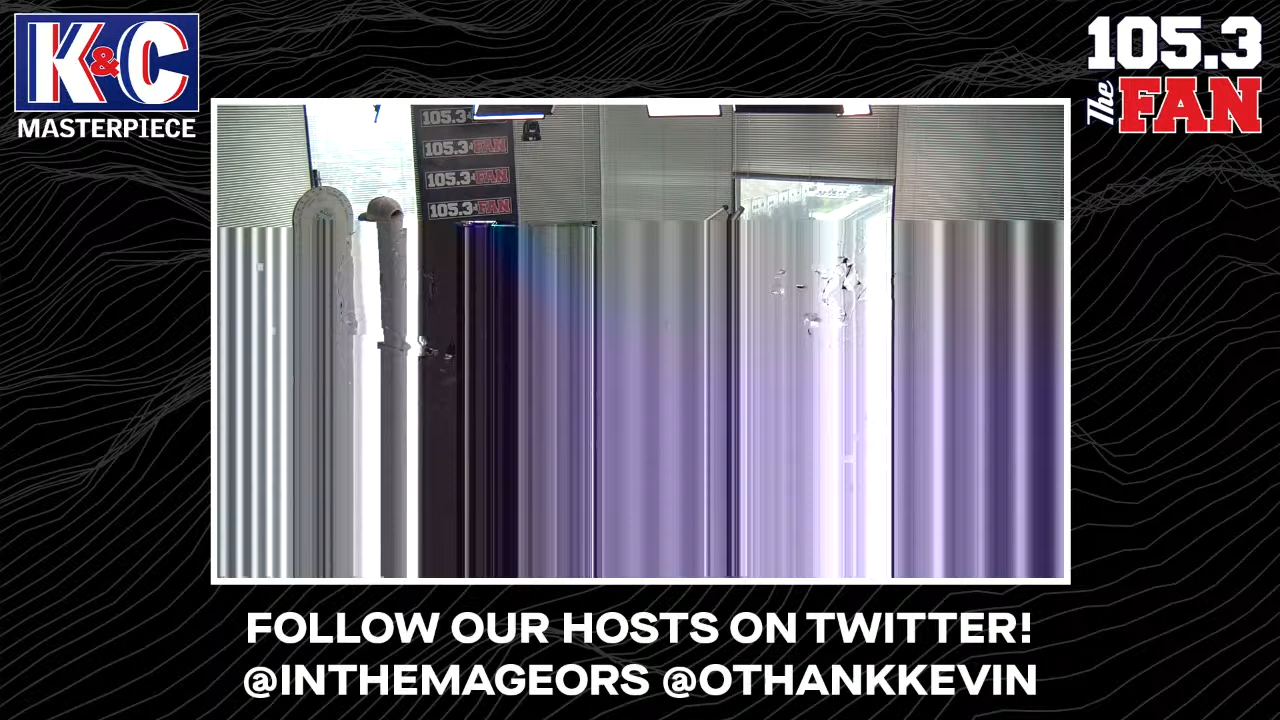 K&C
MASTERPIECE
105.3
The FAN
105.3 FAN
105.3 FAN
105.3 FAN
105.3 FAN
FOLLOW OUR HOSTS ON TWITTER!
@INTHEMAGEORS @OTHANKKEVIN